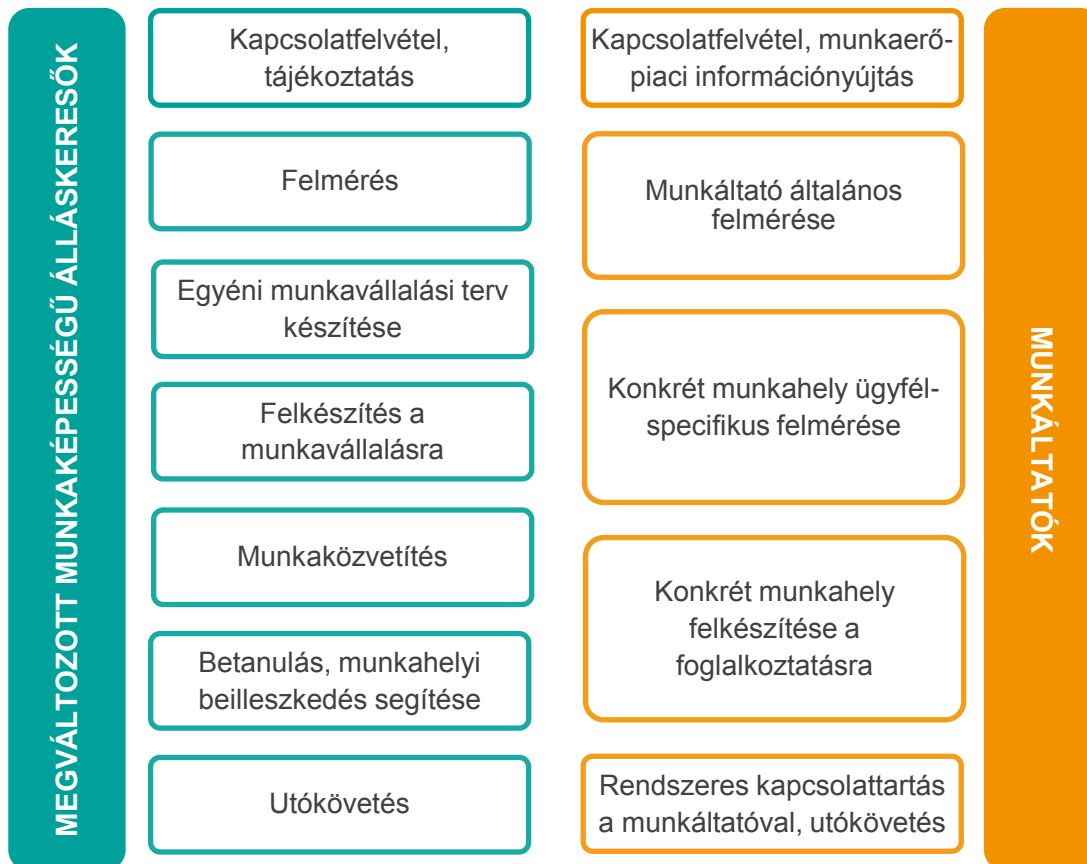 MEGVÁLTOZOTT MUNKAKÉPESSÉGŰ ÁLLÁSKERESŐK
Kapcsolatfelvétel,
tájékoztatás
Felmérés
Egyéni munkavállalási terv
készítése
Felkészítés a
munkavállalásra
Munkaközvetítés
Betanulás, munkahelyi
beilleszkedés segítése
Utókövetés
Kapcsolatfelvétel, munkaerő-
piaci információnyújtás
Munkáltató általános
felmérése
Konkrét munkahely ügyfél-
specifikus felmérése
Konkrét munkahely
felkészítése a
foglalkoztatásra
Rendszeres kapcsolattartás
a munkáltatóval, utókövetés
MUNKÁLTATÓK